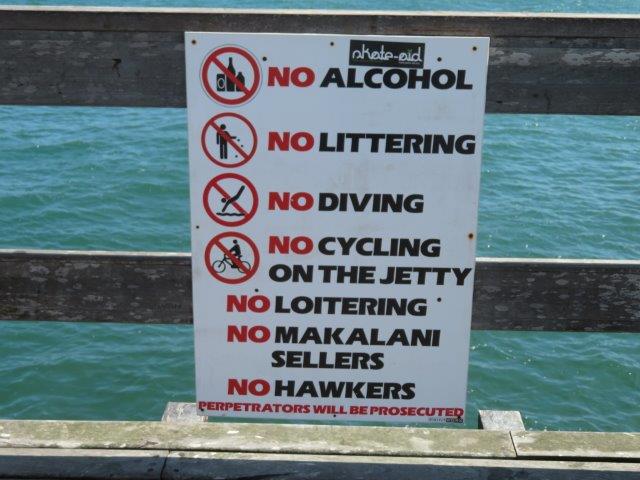 skate-aid
NO ALCOHOL
NO LITTERING
NO DIVING
NO CYCLING
ON THE JETTY
NO LOITERING
NO MAKALANI
SELLERS
NO HAWKERS
PERPETRATORS WILL BE PROSECUTED